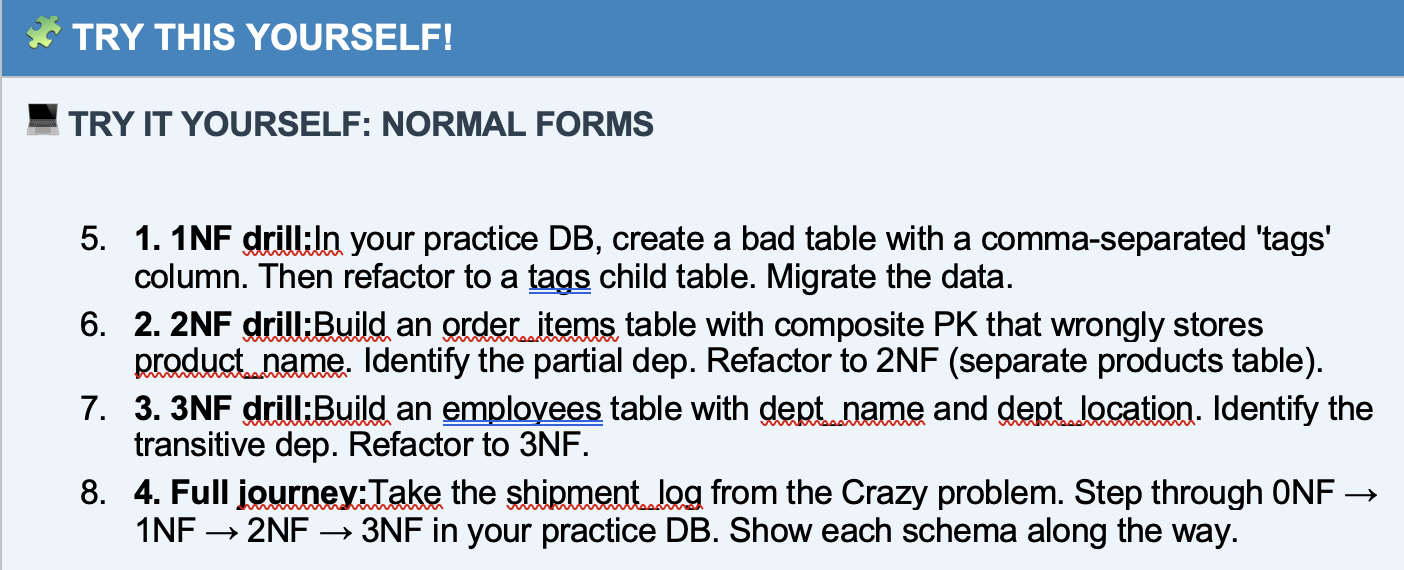 TRY THIS YOURSELF!
TRY IT YOURSELF: NORMAL FORMS
5. 1. 1NF drill:In your practice DB, create a bad table with a comma-separated 'tags'
column. Then refactor to a tags child table. Migrate the data.
6. 2. 2NF drill:Build an order_items table with composite PK that wrongly stores
product_name. Identify the partial dep. Refactor to 2NF (separate products table).
7. 3. 3NF drill:Build an employees table with dept_name and dept_location. Identify the
transitive dep. Refactor to 3NF.
8. 4. Full journey:Take the shipment_log from the Crazy problem. Step through 0NF →
1NF → 2NF → 3NF in your practice DB. Show each schema along the way.